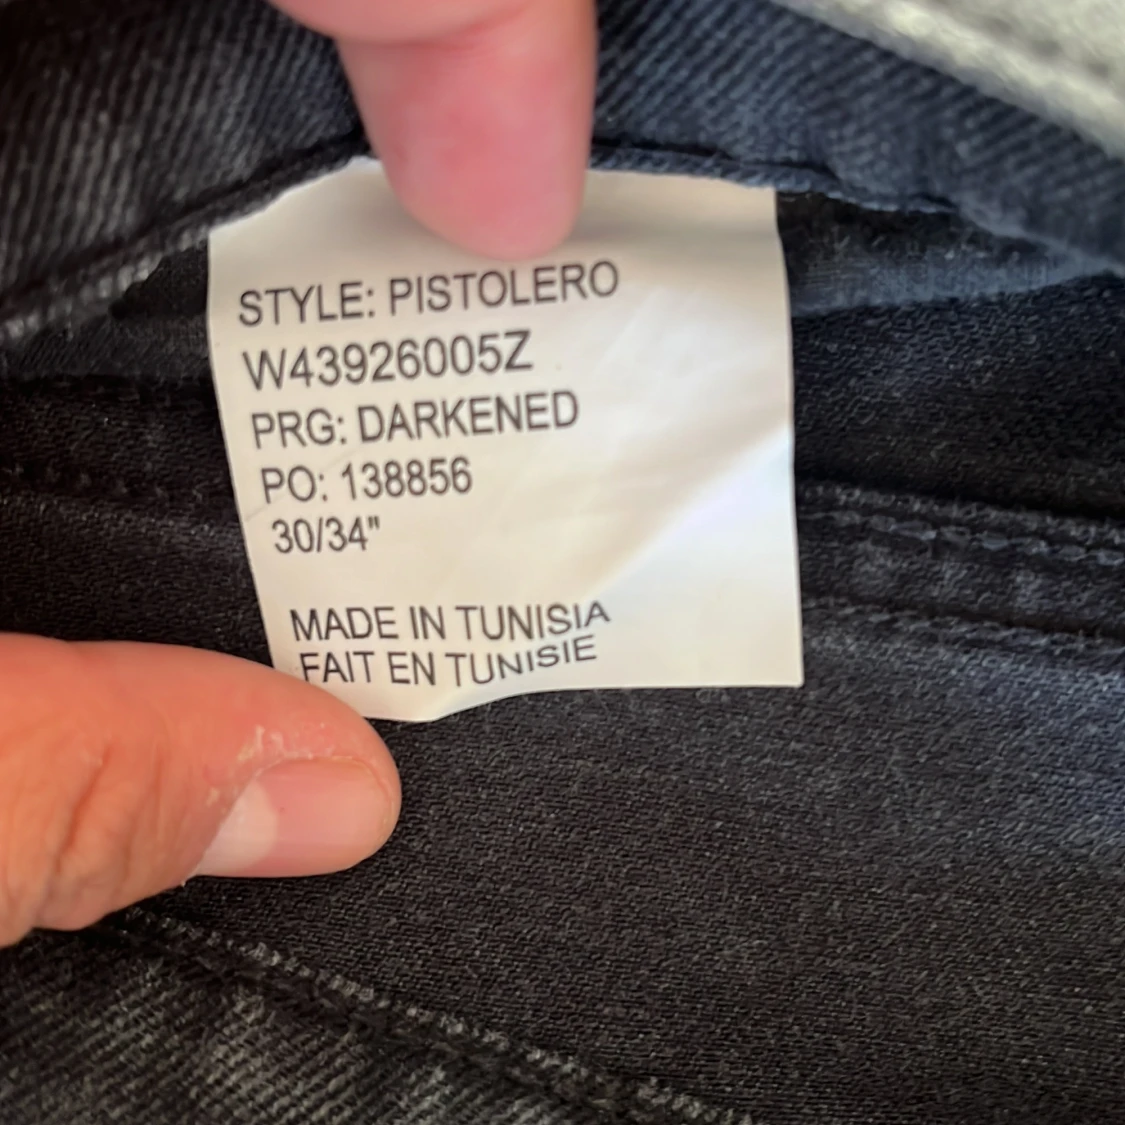 STYLE: PISTOLERO
W43926005Z
PRG: DARKENED
PO: 138856
30/34"
MADE IN TUNISIA
FAIT EN TUNISIE